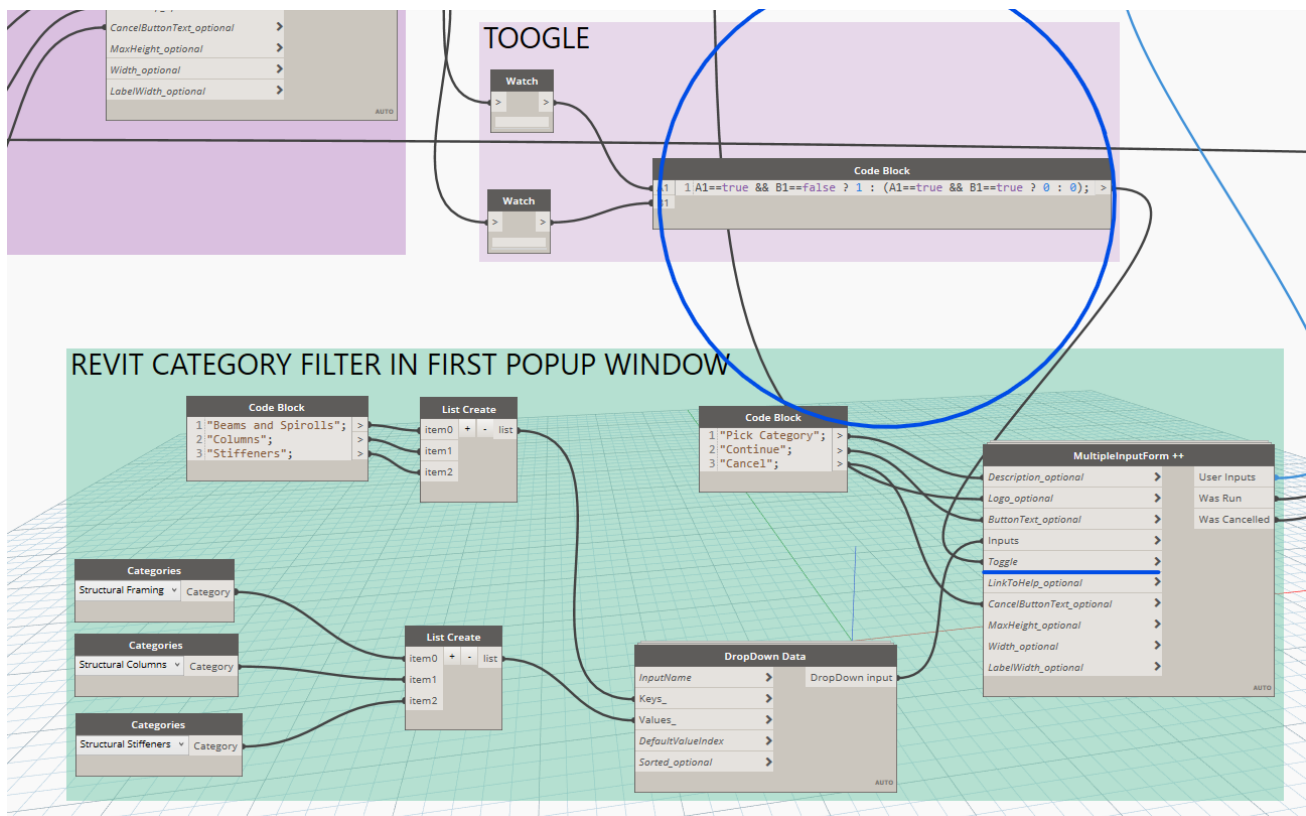 CancelButtonText_optional
MaxHeight_optional
Width_optional
LabelWidth_optional
AUTO
TOOGLE
Watch
>
>
Watch
>
>
Code Block
A1
1 A1==true && B1==false ? 1 : (A1==true && B1==true ? 0 : 0);
>
REVIT CATEGORY FILTER IN FIRST POPUP WINDOW
Code Block
1 "Beams and Spirolls"; >
2 "Columns"; >
3 "Stiffeners"; >
List Create
item0 + - list
item1
item2
Code Block
1 "Pick Category"; >
2 "Continue"; >
3 "Cancel"; >
MultipleInputForm ++
Description_optional > User Inputs
Logo_optional > Was Run
ButtonText_optional > Was Cancelled
Inputs >
Toggle >
LinkToHelp_optional >
CancelButtonText_optional >
MaxHeight_optional >
Width_optional >
LabelWidth_optional >
AUTO
Categories
Structural Framing Category
Categories
Structural Columns Category
Categories
Structural Stiffeners Category
List Create
item0 + - list
item1
item2
DropDown Data
InputName > DropDown input
Keys_ >
Values_ >
DefaultValueIndex >
Sorted_optional >
AUTO